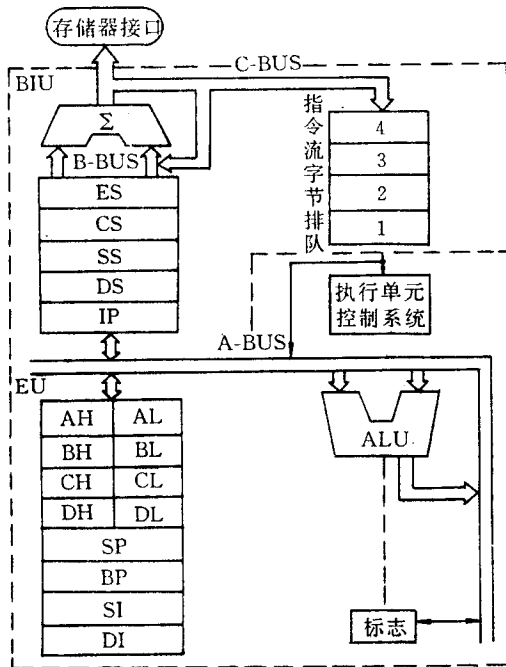 存储器接口
C-BUS
BIU
Σ
B-BUS
指令流字节排队
4
3
2
1
ES
CS
SS
DS
IP
执行单元
控制系统
A-BUS
EU
AH AL
BH BL
CH CL
DH DL
SP
BP
SI
DI
ALU
标志